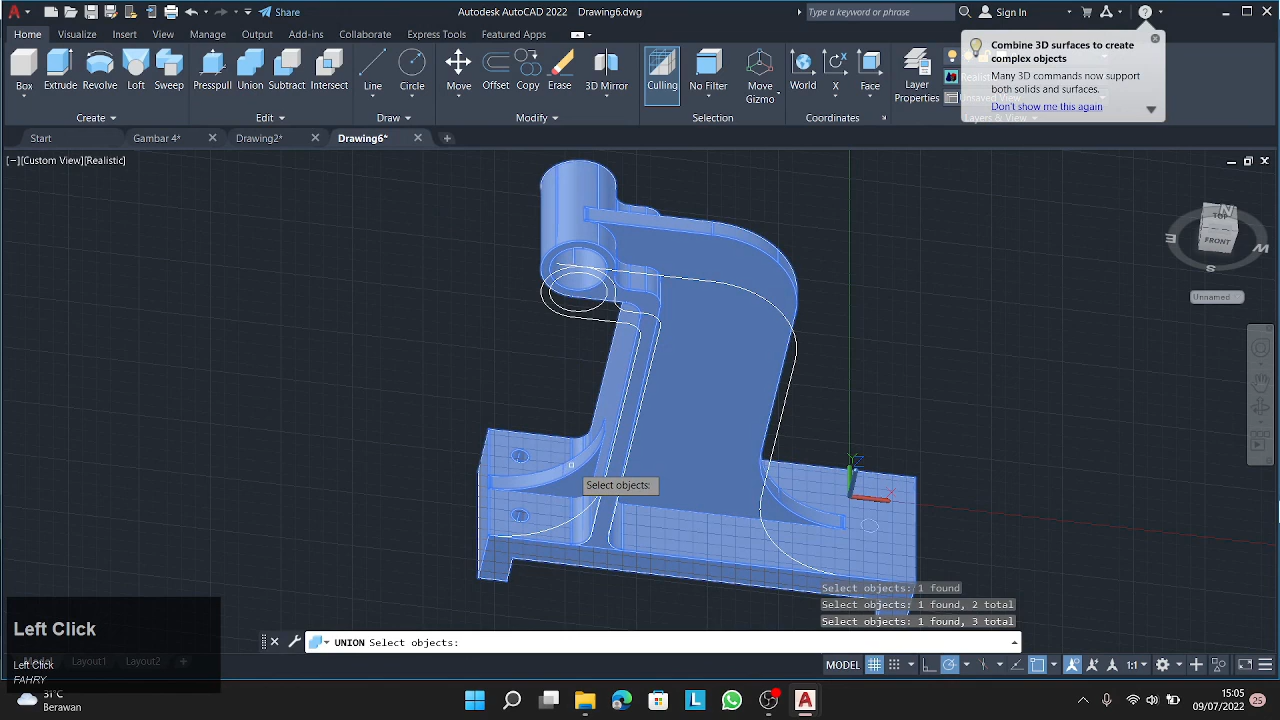 Share
Autodesk AutoCAD 2022 Drawing6.dwg
Type a keyword or phrase
Sign In
Home Visualize Insert View Manage Output Add-ins Collaborate Express Tools Featured Apps
Box Extrude Revolve Loft Sweep Presspull Union Subtract Intersect Line Circle Move Offset Copy Erase 3D Mirror Culling No Filter Move Gizmo World X Face Layer Properties
Create Edit Draw Modify Selection Coordinates Layers & View
Combine 3D surfaces to create
complex objects
Many 3D commands now support
both solids and surfaces.
Don't show me this again
Start Gambar 4* Drawing2* Drawing6*
[−][Custom View][Realistic]
TOP
FRONT
N
E
W
S
Unnamed
Y
Z
X
Select objects:
Select objects: 1 found
Select objects: 1 found, 2 total
Select objects: 1 found, 3 total
Left Click
Left Click
FAHRY
UNION Select objects:
Layout1 Layout2
MODEL
1:1
31°C
Berawan
15.03
09/07/2022
25